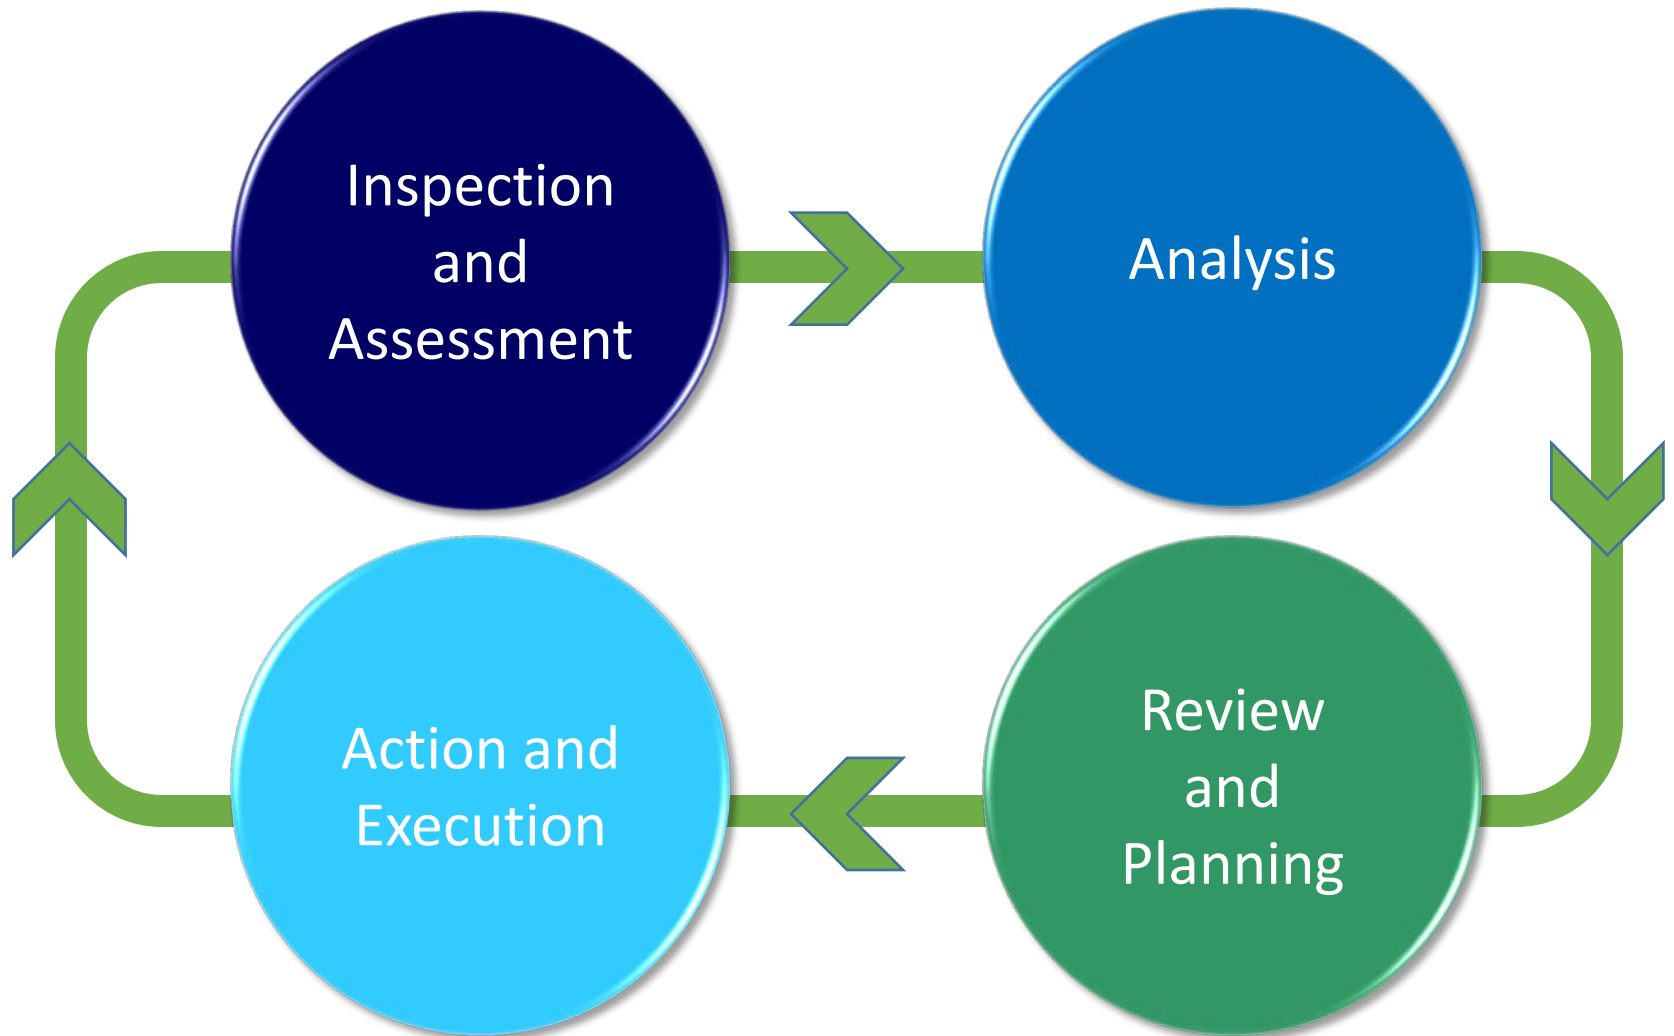 Inspection
and
Assessment
Analysis
Review
and
Planning
Action and
Execution